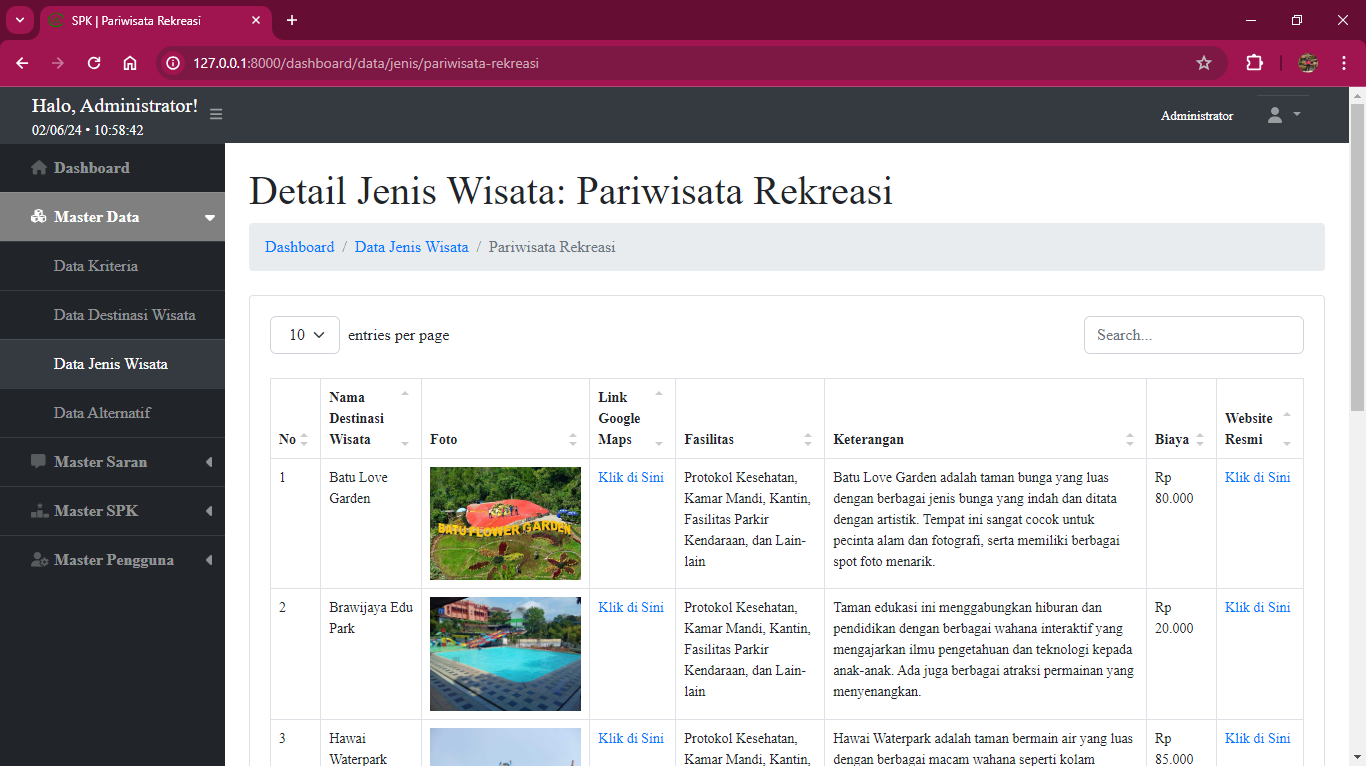 SPK | Pariwisata Rekreasi
127.0.0.1:8000/dashboard/data/jenis/pariwisata-rekreasi
Halo, Administrator!
02/06/24 • 10:58:42
Administrator
Dashboard
Master Data
Data Kriteria
Data Destinasi Wisata
Data Jenis Wisata
Data Alternatif
Master Saran
Master SPK
Master Pengguna
Detail Jenis Wisata: Pariwisata Rekreasi
Dashboard / Data Jenis Wisata / Pariwisata Rekreasi
10 entries per page
Search...
No
Nama
Destinasi
Wisata
Foto
Link
Google
Maps
Fasilitas
Keterangan
Biaya
Website
Resmi
1
Batu Love
Garden
BATU FLOWER GARDEN
Klik di Sini
Protokol Kesehatan,
Kamar Mandi, Kantin,
Fasilitas Parkir
Kendaraan, dan Lain-
lain
Batu Love Garden adalah taman bunga yang luas
dengan berbagai jenis bunga yang indah dan ditata
dengan artistik. Tempat ini sangat cocok untuk
pecinta alam dan fotografi, serta memiliki berbagai
spot foto menarik.
Rp
80.000
Klik di Sini
2
Brawijaya Edu
Park
Klik di Sini
Protokol Kesehatan,
Kamar Mandi, Kantin,
Fasilitas Parkir
Kendaraan, dan Lain-
lain
Taman edukasi ini menggabungkan hiburan dan
pendidikan dengan berbagai wahana interaktif yang
mengajarkan ilmu pengetahuan dan teknologi kepada
anak-anak. Ada juga berbagai atraksi permainan yang
menyenangkan.
Rp
20.000
Klik di Sini
3
Hawai
Waterpark
Klik di Sini
Protokol Kesehatan,
Kamar Mandi, Kantin,
Hawai Waterpark adalah taman bermain air yang luas
dengan berbagai macam wahana seperti kolam
Rp
85.000
Klik di Sini